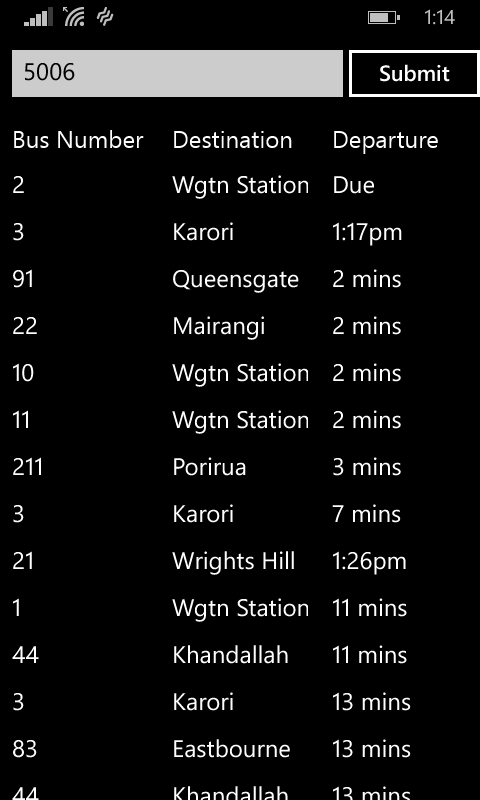 1:14
5006 Submit
Bus Number Destination Departure
2 Wgtn Station Due
3 Karori 1:17pm
91 Queensgate 2 mins
22 Mairangi 2 mins
10 Wgtn Station 2 mins
11 Wgtn Station 2 mins
211 Porirua 3 mins
3 Karori 7 mins
21 Wrights Hill 1:26pm
1 Wgtn Station 11 mins
44 Khandallah 11 mins
3 Karori 13 mins
83 Eastbourne 13 mins
44 Khandallah 13 mins